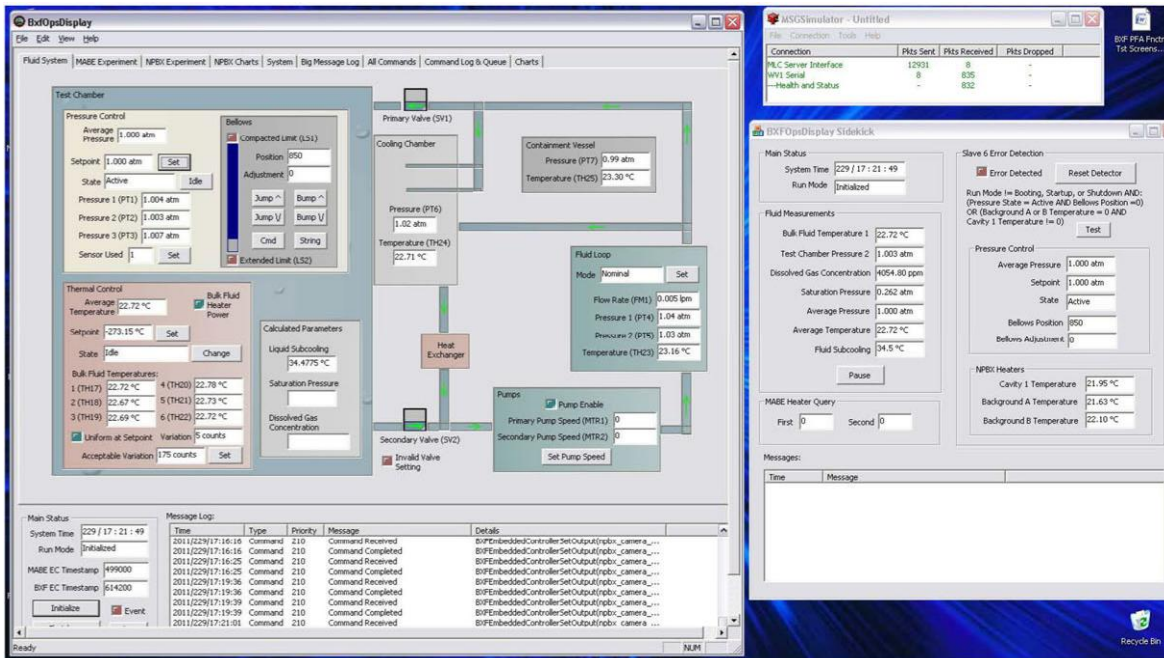 BxfOpsDisplay
File Edit View Help
Fluid System MABE Experiment NPBX Experiment NPBX Charts System Big Message Log All Commands Command Log & Queue Charts
Test Chamber
Pressure Control
Average Pressure 1.000 atm
Setpoint 1.000 atm Set
State Active Idle
Pressure 1 (PT1) 1.004 atm
Pressure 2 (PT2) 1.003 atm
Pressure 3 (PT3) 1.007 atm
Sensor Used 1 Set
Bellows
Compacted Limit (LS1)
Position 850
Adjustment 0
Jump ^ Bump ^
Jump \/ Bump \/
Cmd String
Extended Limit (LS2)
Thermal Control
Average Temperature 22.72 °C
Bulk Fluid Heater Power
Setpoint -273.15 °C Set
State Idle Change
Bulk Fluid Temperatures:
1 (TH17) 22.72 °C 4 (TH20) 22.78 °C
2 (TH18) 22.67 °C 5 (TH21) 22.73 °C
3 (TH19) 22.69 °C 6 (TH22) 22.72 °C
Uniform at Setpoint Variation 5 counts
Acceptable Variation 175 counts Set
Calculated Parameters
Liquid Subcooling
34.4775 °C
Saturation Pressure
Dissolved Gas Concentration
Primary Valve (SV1)
Cooling Chamber
Pressure (PT6)
1.02 atm
Temperature (TH24)
22.71 °C
Containment Vessel
Pressure (PT7) 0.99 atm
Temperature (TH25) 23.30 °C
Fluid Loop
Mode Nominal Set
Flow Rate (FM1) 0.005 lpm
Pressure 1 (PT4) 1.04 atm
Pressure 2 (PT5) 1.03 atm
Temperature (TH23) 23.16 °C
Heat Exchanger
Pumps
Pump Enable
Primary Pump Speed (MTR1) 0
Secondary Pump Speed (MTR2) 0
Set Pump Speed
Secondary Valve (SV2)
Invalid Valve Setting
Main Status
System Time 229 / 17 : 21 : 49
Run Mode Initialized
MABE EC Timestamp 499000
BXF EC Timestamp 614200
Initialize Event
Message Log:
Time Type Priority Message Details
2011/229/17:16:16 Command 210 Command Received BXFEmbeddedControllerSetOutput(npbx_camera_...
2011/229/17:16:16 Command 210 Command Completed BXFEmbeddedControllerSetOutput(npbx_camera_...
2011/229/17:16:25 Command 210 Command Received BXFEmbeddedControllerSetOutput(npbx_camera_...
2011/229/17:16:25 Command 210 Command Completed BXFEmbeddedControllerSetOutput(npbx_camera_...
2011/229/17:19:36 Command 210 Command Received BXFEmbeddedControllerSetOutput(npbx_camera_...
2011/229/17:19:36 Command 210 Command Completed BXFEmbeddedControllerSetOutput(npbx_camera_...
2011/229/17:19:39 Command 210 Command Received BXFEmbeddedControllerSetOutput(npbx_camera_...
2011/229/17:19:39 Command 210 Command Completed BXFEmbeddedControllerSetOutput(npbx_camera_...
2011/229/17:21:01 Command 210 Command Received BXFEmbeddedControllerSetOutput(npbx_camera_...
Ready NUM
MSGSimulator - Untitled
File Connection Tools Help
Connection Pkts Sent Pkts Received Pkts Dropped
MLC Server Interface 12931 8 -
WV1 Serial 8 835 -
---Health and Status - 832 -
BXF PFA Fnctn
Tst Screens...
BXFOpsDisplay Sidekick
Main Status
System Time 229 / 17 : 21 : 49
Run Mode Initialized
Fluid Measurements
Bulk Fluid Temperature 1 22.72 °C
Test Chamber Pressure 2 1.003 atm
Dissolved Gas Concentration 4054.80 ppm
Saturation Pressure 0.262 atm
Average Pressure 1.000 atm
Average Temperature 22.72 °C
Fluid Subcooling 34.5 °C
Pause
MABE Heater Query
First 0 Second 0
Slave 6 Error Detection
Error Detected Reset Detector
Run Mode != Booting, Startup, or Shutdown AND:
(Pressure State = Active AND Bellows Position =0)
OR (Background A or B Temperature = 0 AND
Cavity 1 Temperature != 0)
Test
Pressure Control
Average Pressure 1.000 atm
Setpoint 1.000 atm
State Active
Bellows Position 850
Bellows Adjustment 0
NPBX Heaters
Cavity 1 Temperature 21.95 °C
Background A Temperature 21.63 °C
Background B Temperature 22.10 °C
Messages:
Time Message
Recycle Bin